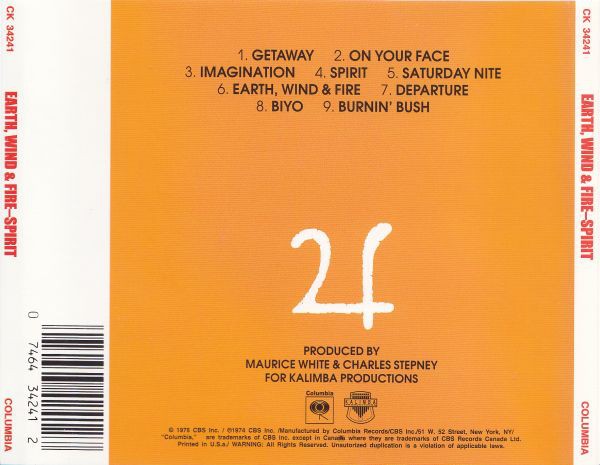 CK 34241
EARTH, WIND & FIRE–SPIRIT
COLUMBIA
0 7464 34241 2
1. GETAWAY 2. ON YOUR FACE
3. IMAGINATION 4. SPIRIT 5. SATURDAY NITE
6. EARTH, WIND & FIRE 7. DEPARTURE
8. BIYO 9. BURNIN' BUSH
PRODUCED BY
MAURICE WHITE & CHARLES STEPNEY
FOR KALIMBA PRODUCTIONS
Columbia
KALIMBA
© 1976 CBS Inc. / ℗1974 CBS Inc. /Manufactured by Columbia Records/CBS Inc/51 W. 52 Street, New York, NY/
"Columbia," are trademarks of CBS Inc. except in Canada where they are trademarks of CBS Records Canada Ltd.
Printed in U.S.a./ WARNING: All Rights Reserved. Unauthorized duplication is a violation of applicable laws.
CK 34241
EARTH, WIND & FIRE–SPIRIT
COLUMBIA